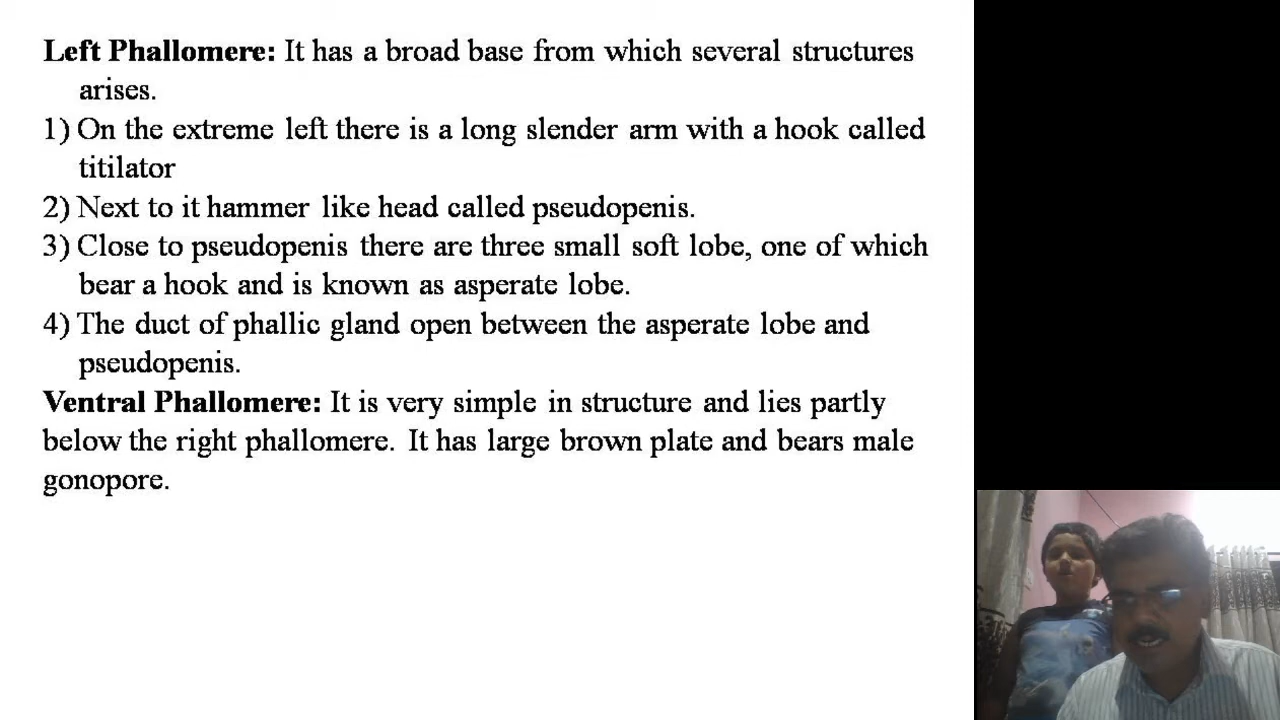 Left Phallomere: It has a broad base from which several structures
arises.
1) On the extreme left there is a long slender arm with a hook called
titilator
2) Next to it hammer like head called pseudopenis.
3) Close to pseudopenis there are three small soft lobe, one of which
bear a hook and is known as asperate lobe.
4) The duct of phallic gland open between the asperate lobe and
pseudopenis.
Ventral Phallomere: It is very simple in structure and lies partly
below the right phallomere. It has large brown plate and bears male
gonopore.